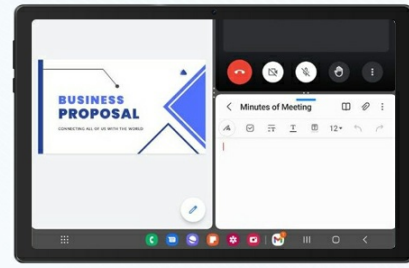 BUSINESS
PROPOSAL
CONNECTING ALL OF US WITH THE WORLD
Minutes of Meeting
12